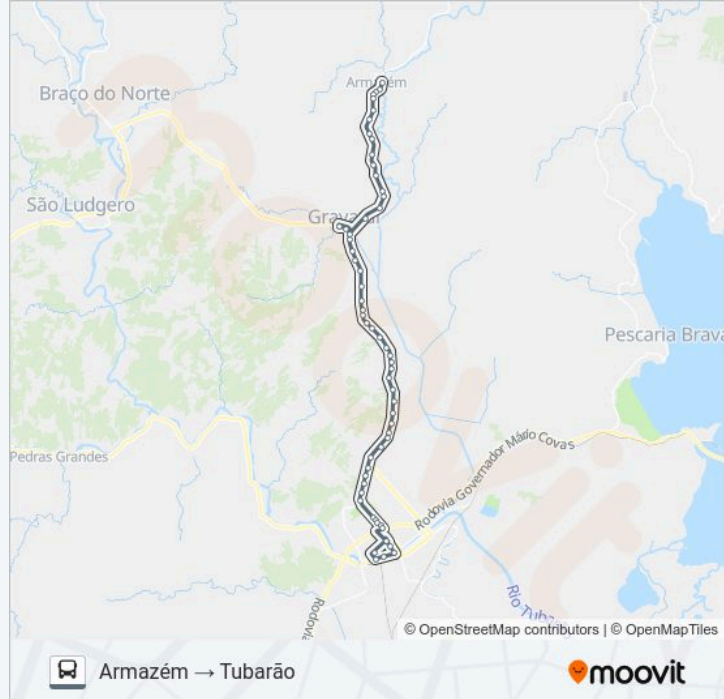 Armazém
Braço do Norte
São Ludgero
Pescaria Brava
Pedras Grandes
Rodovia Governador Mário Covas
© OpenStreetMap contributors | © OpenMapTiles
Armazém → Tubarão
moovit